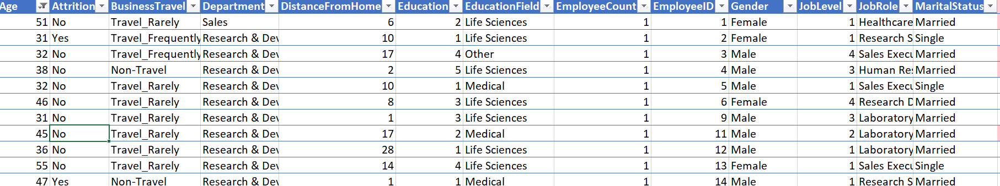 Age Attrition BusinessTravel Department DistanceFromHome Education EducationField EmployeeCount EmployeeID Gender JobLevel JobRole MaritalStatus
51 No Travel_Rarely Sales 6 2 Life Sciences 1 1 Female 1 Healthcare Married
31 Yes Travel_Frequently Research & Dev 10 1 Life Sciences 1 2 Female 1 Research S Single
32 No Travel_Frequently Research & Dev 17 4 Other 1 3 Male 4 Sales Execu Married
38 No Non-Travel Research & Dev 2 5 Life Sciences 1 4 Male 3 Human Res Married
32 No Travel_Rarely Research & Dev 10 1 Medical 1 5 Male 1 Sales Execu Single
46 No Travel_Rarely Research & Dev 8 3 Life Sciences 1 6 Female 4 Research D Married
31 No Travel_Rarely Research & Dev 1 3 Life Sciences 1 9 Male 3 Laboratory Married
45 No Travel_Rarely Research & Dev 17 2 Medical 1 11 Male 2 Laboratory Married
36 No Travel_Rarely Research & Dev 28 1 Life Sciences 1 12 Male 1 Laboratory Married
55 No Travel_Rarely Research & Dev 14 4 Life Sciences 1 13 Female 1 Sales Execu Single
47 Yes Non-Travel Research & Dev 1 1 Medical 1 14 Male 1 Research S Married